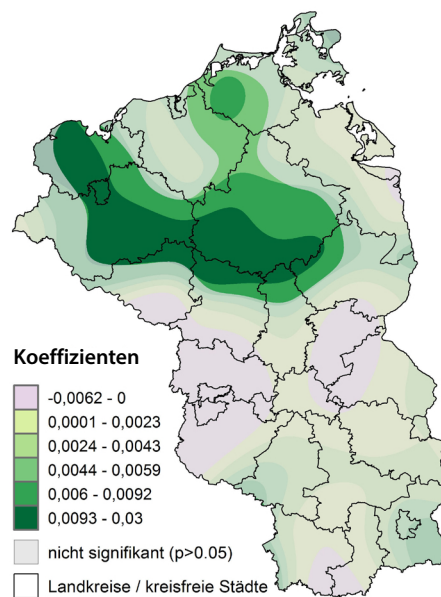 Koeffizienten
-0,0062 - 0
0,0001 - 0,0023
0,0024 - 0,0043
0,0044 - 0,0059
0,006 - 0,0092
0,0093 - 0,03
nicht signifikant (p>0.05)
Landkreise / kreisfreie Städte